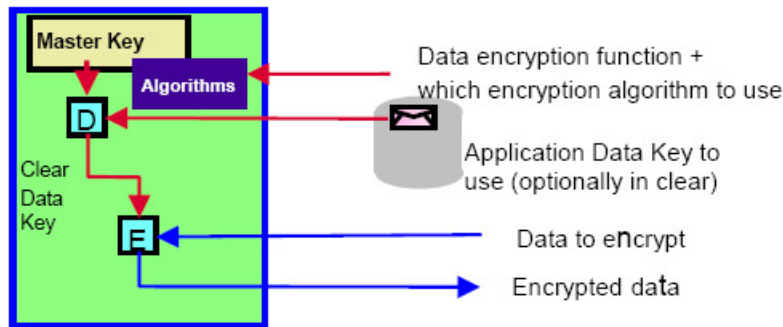 Master Key
Algorithms
D
Clear
Data
Key
E
Data encryption function +
which encryption algorithm to use
Application Data Key to
use (optionally in clear)
Data to encrypt
Encrypted data